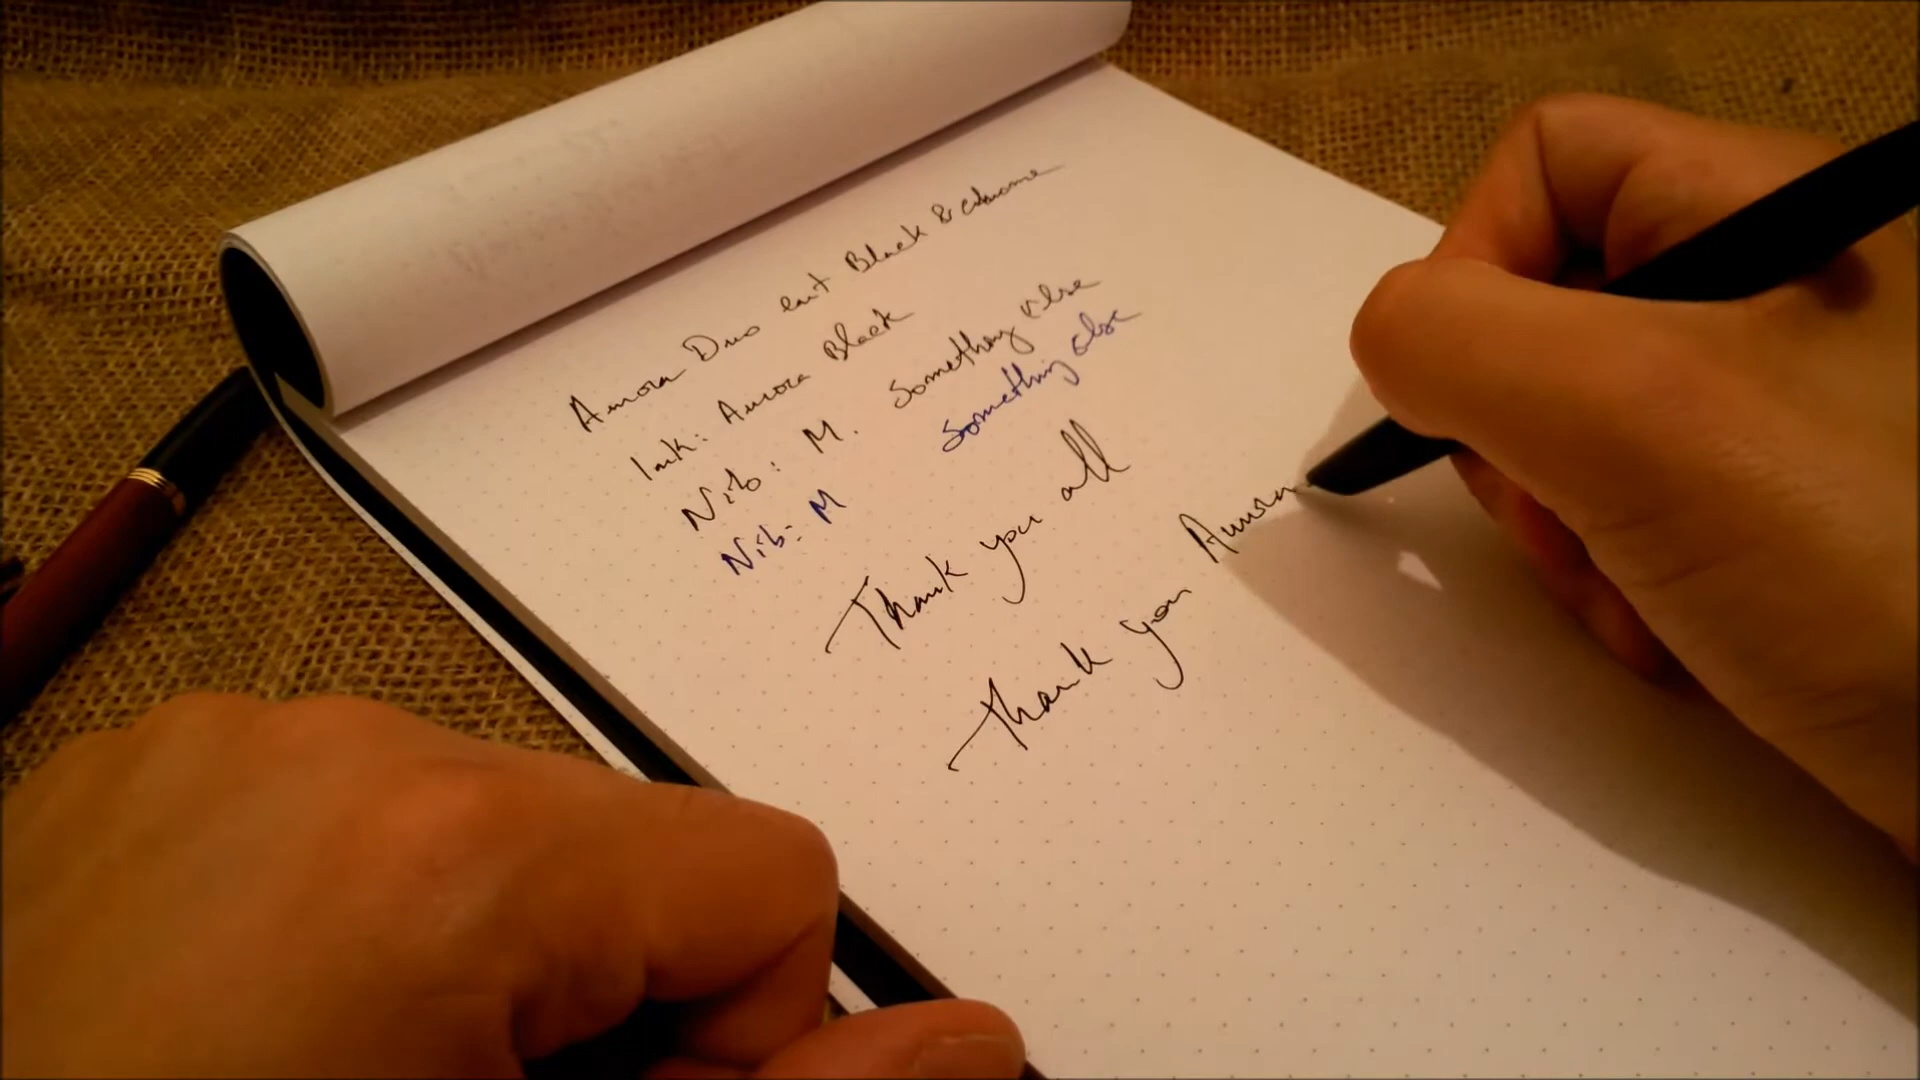 Aurora Duo Cart Black & chrome
Ink: Aurora Black
Nib: M. Something else
Nib: M Something else
Thank you all
Thank you Aurora